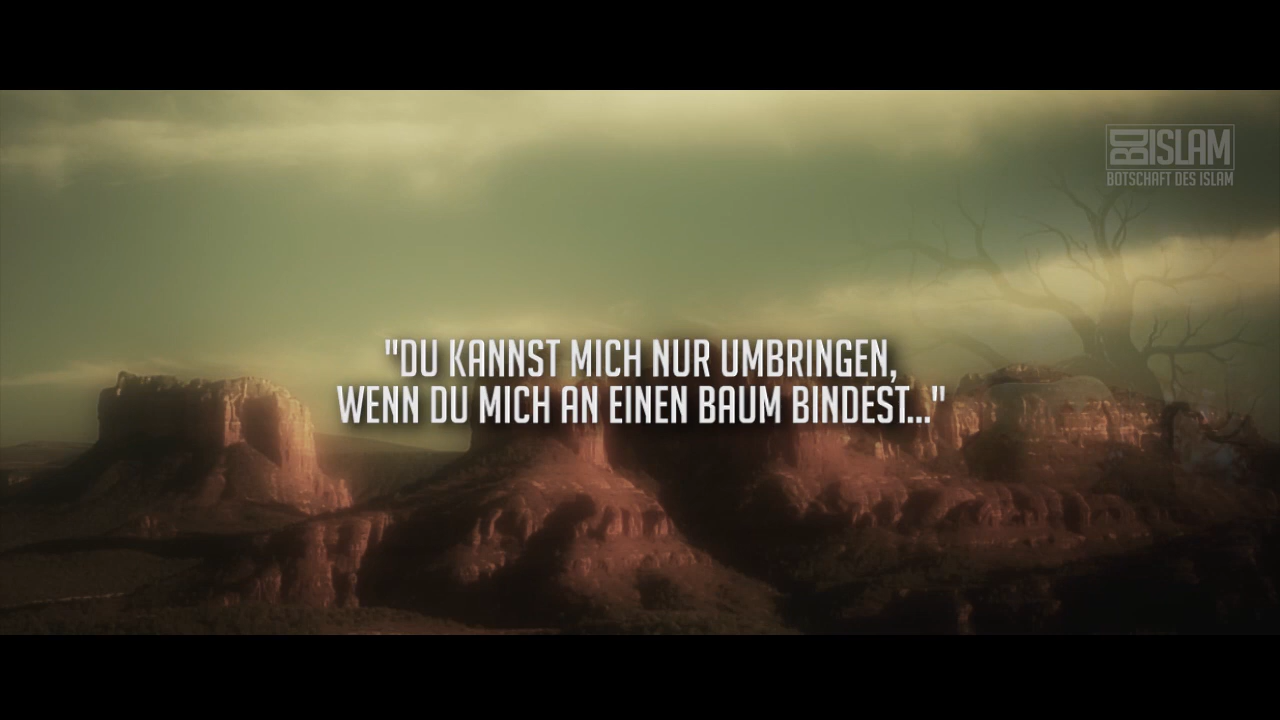 BDISLAM
BOTSCHAFT DES ISLAM
"DU KANNST MICH NUR UMBRINGEN,
WENN DU MICH AN EINEN BAUM BINDEST..."